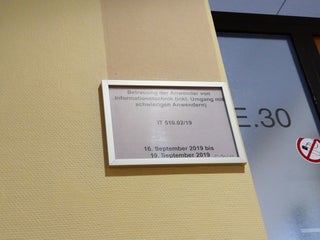 Betreuung der Anwender von
Informationstechnik (inkl. Umgang mit
schwierigen Anwendern)
IT 510.02/19
16. September 2019 bis
19. September 2019
E.30